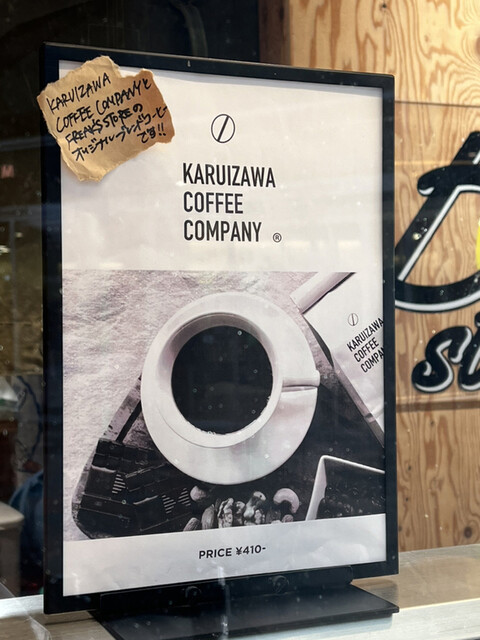 KARUIZAWA
COFFEE COMPANYと
FREAK'S STOREの
オリジナルブレンドコーヒー
です!!
KARUIZAWA
COFFEE
COMPANY ®
KARUIZAWA
COFFEE
COMPA
PRICE ¥410-